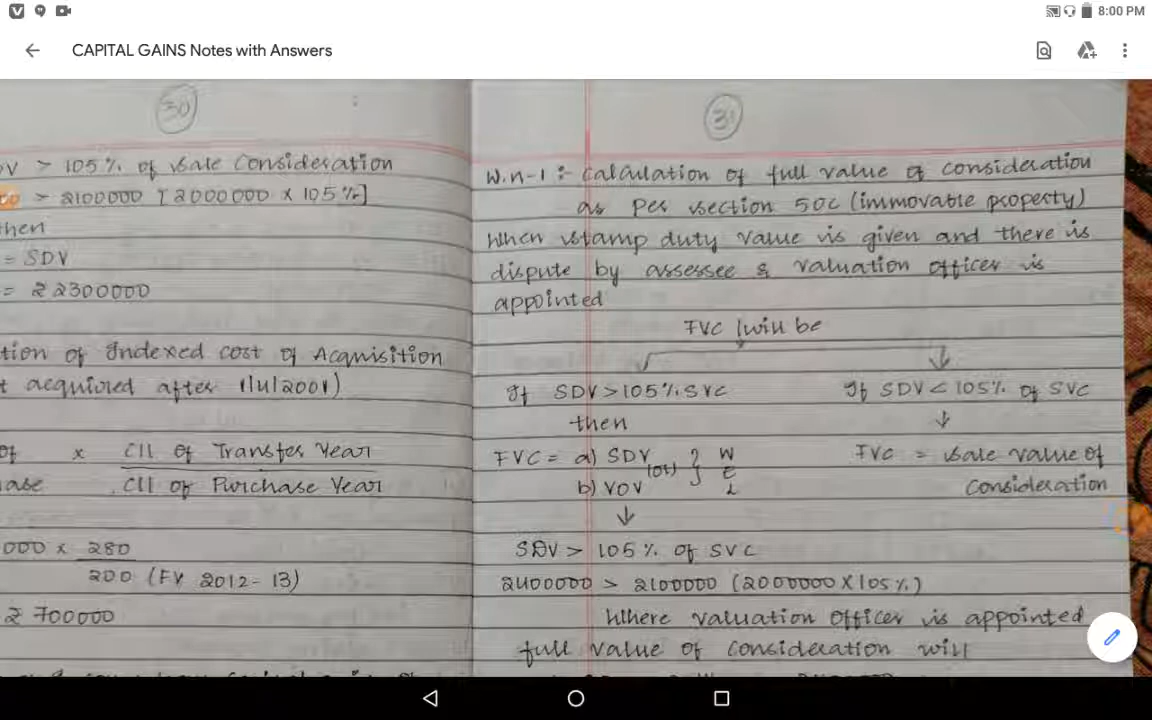 8:00 PM
CAPITAL GAINS Notes with Answers
30
> 105% of Sale Consideration
> 2100000 [2000000 x 105%]
then
= SDV
= ₹2300000
tion of Indexed cost of Acquisition
t acquired after 1/4/2001)
of x CII of Transfer Year
ase CII of Purchase Year
000 x 280
200 (FY 2012-13)
₹700000
31
W.n-1 :- Calculation of full value of consideration
as per section 50C (immovable property)
When stamp duty value is given and there is
dispute by assessee & valuation officer is
appointed
FVC will be
If SDV > 105% SVC
If SDV < 105% of SVC
then
FVC = a) SDV
(or)
b) VOV
W
E
L
FVC = Sale value of
Consideration
SDV > 105% of SVC
2400000 > 2100000 (2000000 X 105%)
Where valuation officer is appointed
full value of consideration will